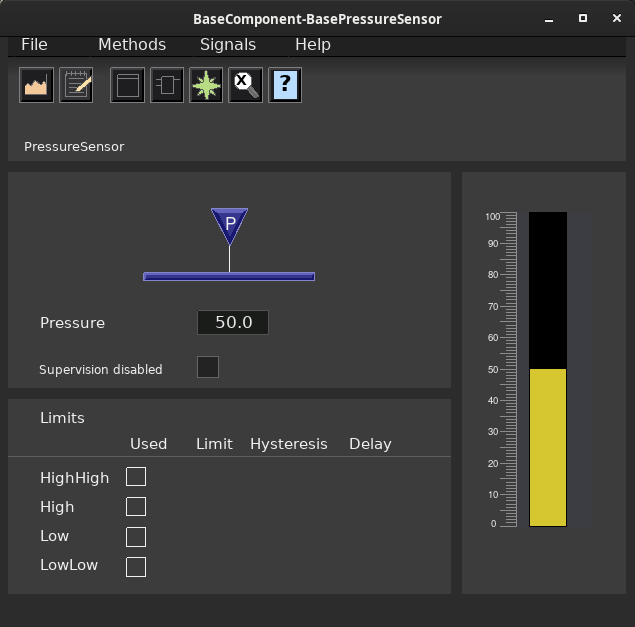 BaseComponent-BasePressureSensor
File Methods Signals Help
X ?
PressureSensor
P
Pressure 50.0
Supervision disabled
Limits
Used Limit Hysteresis Delay
HighHigh
High
Low
LowLow
100
90
80
70
60
50
40
30
20
10
0